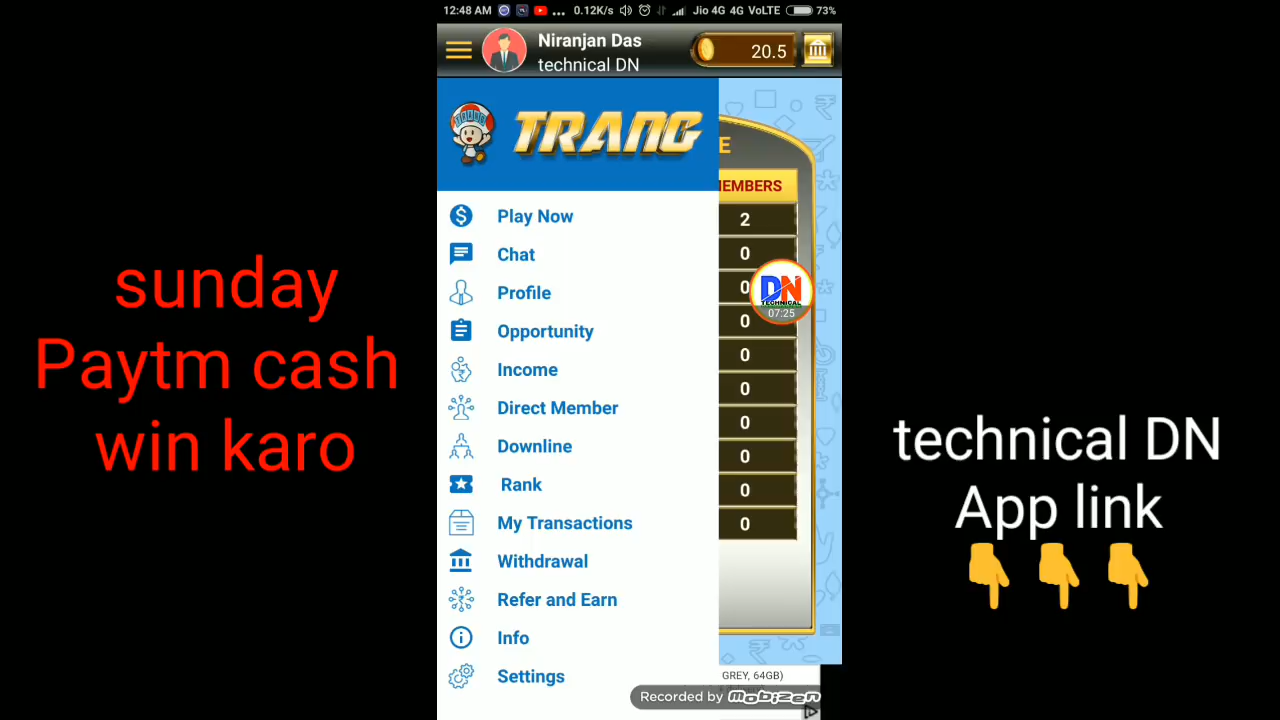 12:48 AM ... 0.12K/s Jio 4G 4G VoLTE 73%
Niranjan Das
technical DN
20.5
TRANG
E
EMBERS
Play Now
2
Chat
0
Profile
0
DN
TECHNICAL
07:25
Opportunity
0
Income
0
Direct Member
0
Downline
0
Rank
0
My Transactions
0
Withdrawal
Refer and Earn
Info
Settings
GREY, 64GB)
Recorded by mobizen
sunday
Paytm cash
win karo
technical DN
App link
👇 👇 👇